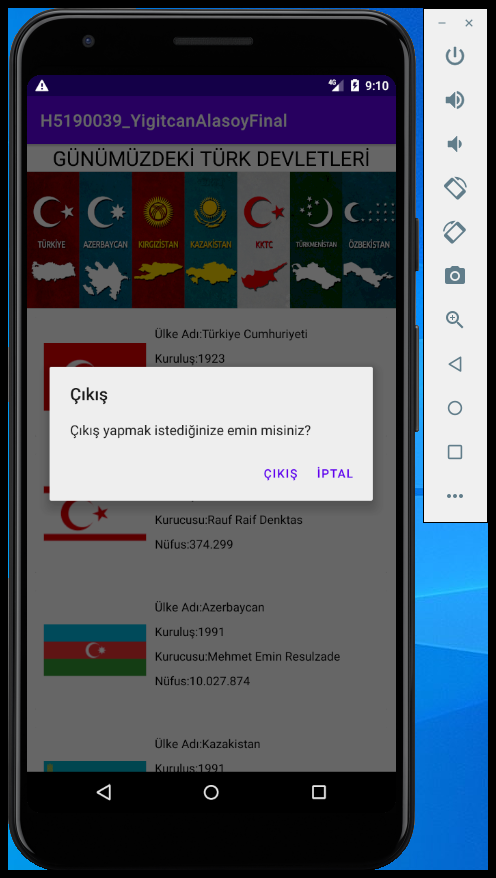 4G 9:10
H5190039_YigitcanAlasoyFinal
GÜNÜMÜZDEKİ TÜRK DEVLETLERİ
TÜRKİYE AZERBAYCAN KIRGIZİSTAN KAZAKİSTAN KKTC TÜRKMENİSTAN ÖZBEKİSTAN
Ülke Adı:Türkiye Cumhuriyeti
Kuruluş:1923
Çıkış
Çıkış yapmak istediğinize emin misiniz?
ÇIKIŞ İPTAL
Kurucusu:Rauf Raif Denktas
Nüfus:374.299
Ülke Adı:Azerbaycan
Kuruluş:1991
Kurucusu:Mehmet Emin Resulzade
Nüfus:10.027.874
Ülke Adı:Kazakistan
Kuruluş:1991